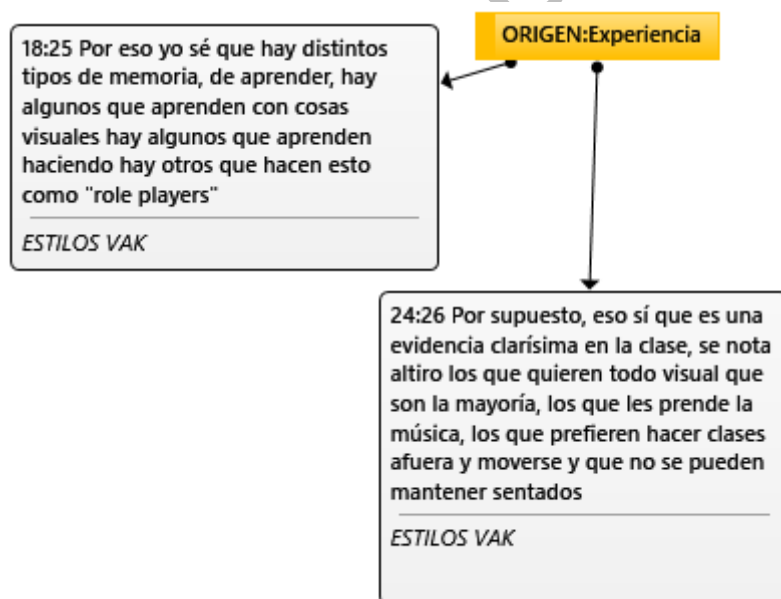 ORIGEN:Experiencia
18:25 Por eso yo sé que hay distintos
tipos de memoria, de aprender, hay
algunos que aprenden con cosas
visuales hay algunos que aprenden
haciendo hay otros que hacen esto
como "role players"
ESTILOS VAK
24:26 Por supuesto, eso sí que es una
evidencia clarísima en la clase, se nota
altiro los que quieren todo visual que
son la mayoría, los que les prende la
música, los que prefieren hacer clases
afuera y moverse y que no se pueden
mantener sentados
ESTILOS VAK